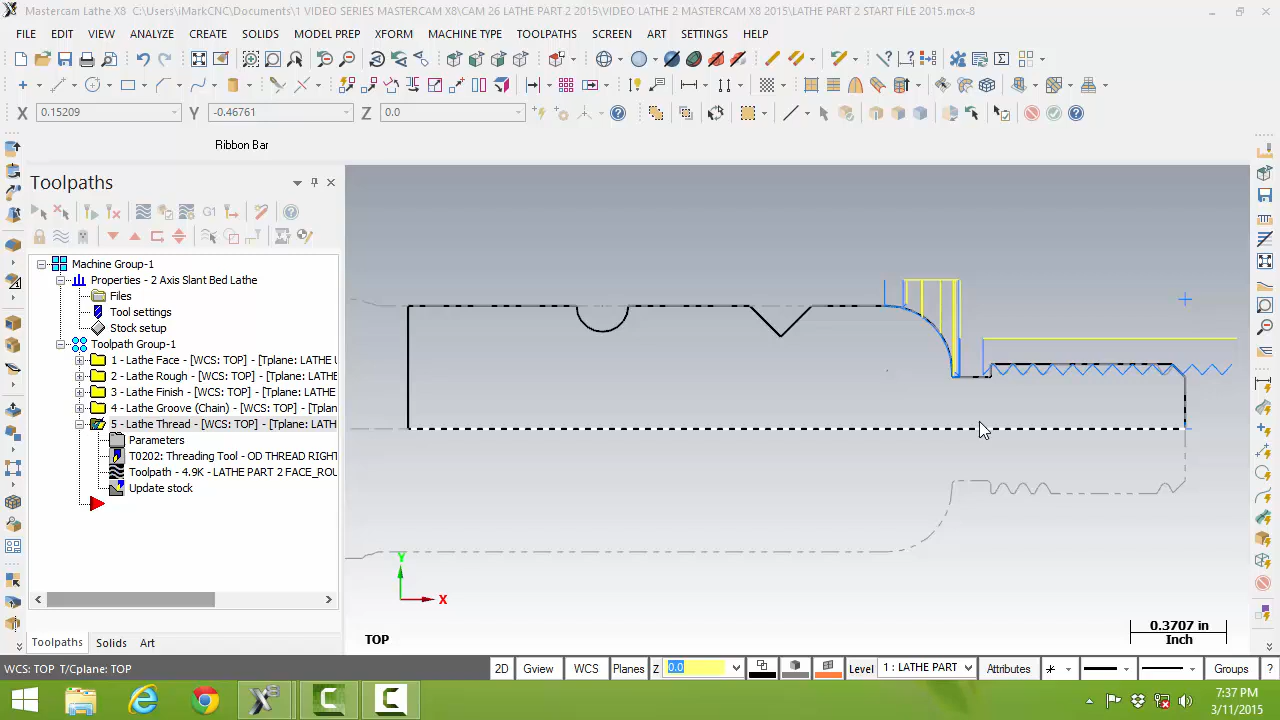 Mastercam Lathe X8 C:\Users\iMarkCNC\Documents\1 VIDEO SERIES MASTERCAM X8\CAM 26 LATHE PART 2 2015\VIDEO LATHE 2 MASTERCAM X8 2015\LATHE PART 2 START FILE 2015.mcx-8
FILE EDIT VIEW ANALYZE CREATE SOLIDS MODEL PREP XFORM MACHINE TYPE TOOLPATHS SCREEN ART SETTINGS HELP
X 0.15209 Y -0.46761 Z 0.0
Ribbon Bar
Toolpaths
G1
Machine Group-1
Properties - 2 Axis Slant Bed Lathe
Files
Tool settings
Stock setup
Toolpath Group-1
1 - Lathe Face - [WCS: TOP] - [Tplane: LATHE U
2 - Lathe Rough - [WCS: TOP] - [Tplane: LATHE
3 - Lathe Finish - [WCS: TOP] - [Tplane: LATHE
4 - Lathe Groove (Chain) - [WCS: TOP] - [Tplan
5 - Lathe Thread - [WCS: TOP] - [Tplane: LATH
Parameters
T0202: Threading Tool - OD THREAD RIGHT
Toolpath - 4.9K - LATHE PART 2 FACE_ROU
Update stock
Y
X
TOP
0.3707 in
Inch
Toolpaths Solids Art
WCS: TOP T/Cplane: TOP 2D Gview WCS Planes Z 0.0 Level 1 : LATHE PART Attributes Groups ?
7:37 PM
3/11/2015